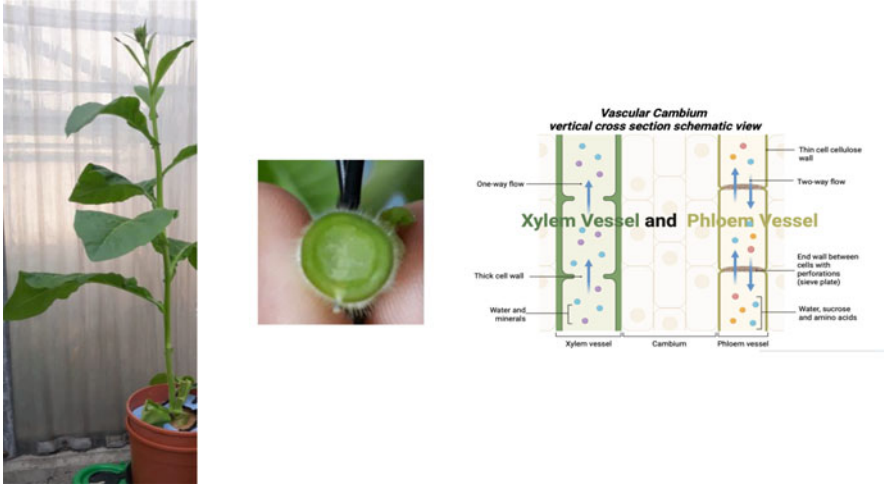 Vascular Cambium
vertical cross section schematic view
Thin cell cellulose
wall
One-way flow
Two-way flow
Xylem Vessel and Phloem Vessel
Thick cell wall
End wall between
cells with
perforations
(sieve plate)
Water and
minerals
Water, sucrose
and amino acids
Xylem vessel
Cambium
Phloem vessel